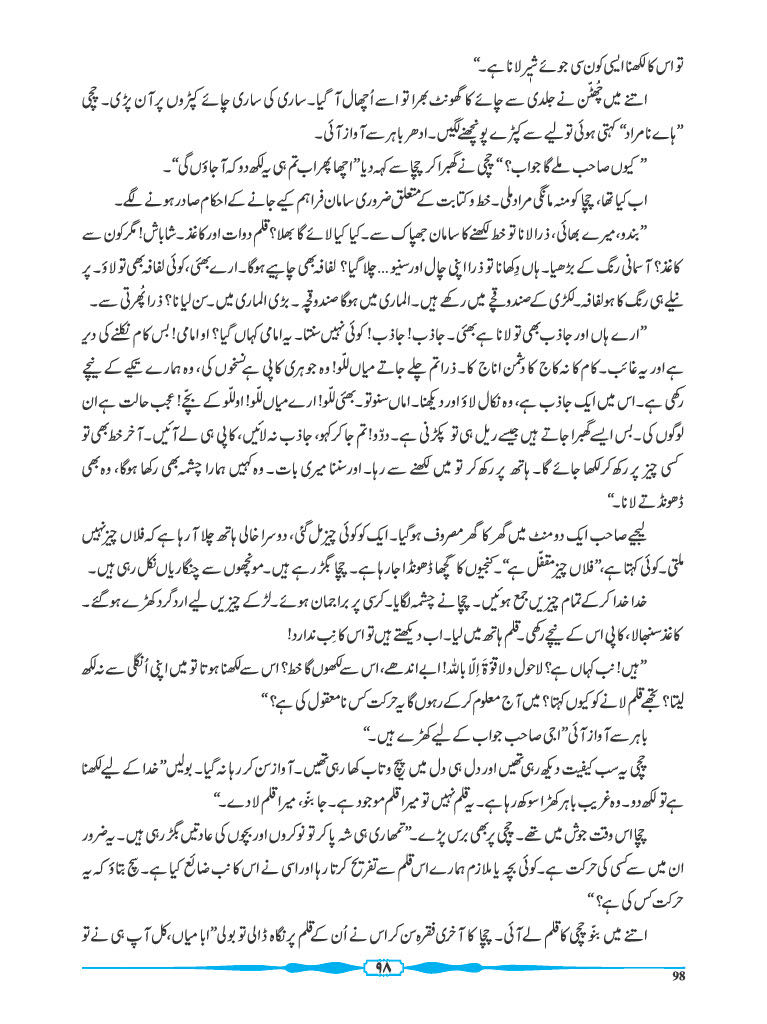 تو اس کا لکھنا ایسی کون سی جوئے شیر لانا ہے۔“
اتنے میں چُھٹّن نے جلدی سے چائے کا گھونٹ بھرا تو اسے اُچھال آ گیا۔ ساری کی ساری چائے کپڑوں پر آن پڑی۔ چچی
”ہائے نامراد“ کہتی ہوئی تولیے سے کپڑے پونچھنے لگیں۔ ادھر باہر سے آواز آئی۔
”کیوں صاحب ملے گا جواب؟“ چچی نے گھبرا کر چچا سے کہہ دیا ”اچھا پھر اب تم ہی یہ لکھ دو کہ آجاؤں گی“۔
اب کیا تھا، چچا کو منہ مانگی مراد ملی۔ خط و کتابت کے متعلق ضروری سامان فراہم کیے جانے کے احکام صادر ہونے لگے۔
”بندو، میرے بھائی، ذرا لانا تو خط لکھنے کا سامان جھپاک سے۔ کیا کیا لائے گا بھلا؟ قلم دوات اور کاغذ۔ شاباش! مگر کون سے
کاغذ؟ آسمانی رنگ کے بڑھیا۔ ہاں دِکھانا تو ذرا اپنی چال اور سنیو... چلا گیا؟ لفافہ بھی چاہیے ہوگا۔ ارے بھئی، کوئی لفافہ بھی تو لاؤ۔ پر
نیلے ہی رنگ کا ہو لفافہ۔ لکڑی کے صندوقچے میں رکھے ہیں۔ الماری میں ہوگا صندوقچہ۔ بڑی الماری میں۔ سن لیا نا؟ ذرا پُھرتی سے۔
”ارے ہاں اور جاذب بھی تو لانا ہے بھئی۔ جاذب! جاذب! کوئی نہیں سنتا۔ یہ امامی کہاں گیا؟ او امامی! بس کام نکلنے کی دیر
ہے اور یہ غائب۔ کام کا نہ کاج کا دشمن اناج کا۔ ذرا تم چلے جاتے میاں للّو! وہ جو ہری کاپی ہے نسخوں کی، وہ ہمارے تکیے کے نیچے
رکھی ہے۔ اس میں ایک جاذب ہے، وہ نکال لاؤ اور دیکھنا۔ اماں سنو تو۔ بھئی للّو! ارے میاں للّو! او للّو کے بچّے! عجب حالت ہے ان
لوگوں کی۔ بس ایسے گھبرا جاتے ہیں جیسے ریل ہی تو پکڑنی ہے۔ ددّو! تم جا کر کہو، جاذب نہ لائیں، کاپی ہی لے آئیں۔ آخر خط بھی تو
کسی چیز پر رکھ کر لکھا جائے گا۔ ہاتھ پر رکھ کر تو میں لکھنے سے رہا۔ اور سننا میری بات۔ وہ کہیں ہمارا چشمہ بھی رکھا ہوگا، وہ بھی
ڈھونڈتے لانا۔“
لیجیے صاحب ایک دو منٹ میں گھر کا گھر مصروف ہوگیا۔ ایک کو کوئی چیز مل گئی، دوسرا خالی ہاتھ چلا آ رہا ہے کہ فلاں چیز نہیں
ملتی۔ کوئی کہتا ہے، ”فلاں چیز مقفّل ہے“۔ کنجیوں کا گچھا ڈھونڈا جا رہا ہے۔ چچا بگڑ رہے ہیں۔ مونچھوں سے چنگاریاں نکل رہی ہیں۔
خدا خدا کر کے تمام چیزیں جمع ہوئیں۔ چچا نے چشمہ لگایا۔ کرسی پر براجمان ہوئے۔ لڑکے چیزیں لیے ارد گرد کھڑے ہوگئے۔
کاغذ سنبھالا، کاپی اس کے نیچے رکھی۔ قلم ہاتھ میں لیا۔ اب دیکھتے ہیں تو اس کا نِب ندارد!
”ہیں! نب کہاں ہے؟ لاحول ولا قوّۃَ اِلّا باللہ! ابے اندھے، اس سے لکھوں گا خط؟ اس سے لکھنا ہوتا تو میں اپنی اُنگلی سے نہ لکھ
لیتا؟ تجھے قلم لانے کو کیوں کہتا؟ میں آج معلوم کر کے رہوں گا یہ حرکت کس نامعقول کی ہے؟“
باہر سے آواز آئی ”اجی صاحب جواب کے لیے کھڑے ہیں۔“
چچی یہ سب کیفیت دیکھ رہی تھیں اور دل ہی دل میں پیچ و تاب کھا رہی تھیں۔ آواز سن کر رہا نہ گیا۔ بولیں ”خدا کے لیے لکھنا
ہے تو لکھ دو۔ وہ غریب باہر کھڑا سوکھ رہا ہے۔ یہ قلم نہیں تو میرا قلم موجود ہے۔ جا بنّو، میرا قلم لا دے۔“
چچا اس وقت جوش میں تھے۔ چچی پر بھی برس پڑے۔ ”تمھاری ہی شہ پا کر تو نوکروں اور بچوں کی عادتیں بگڑ رہی ہیں۔ یہ ضرور
ان میں سے کسی کی حرکت ہے۔ کوئی بچہ یا ملازم ہمارے اس قلم سے تفریح کرتا رہا اور اسی نے اس کا نب ضائع کیا ہے۔ سچ بتاؤ کہ یہ
حرکت کس کی ہے؟“
اتنے میں بنّو چچی کا قلم لے آئی۔ چچا کا آخری فقرہ سن کر اس نے اُن کے قلم پر نگاہ ڈالی تو بولی ”ابا میاں، کل آپ ہی نے تو
۹۸
98